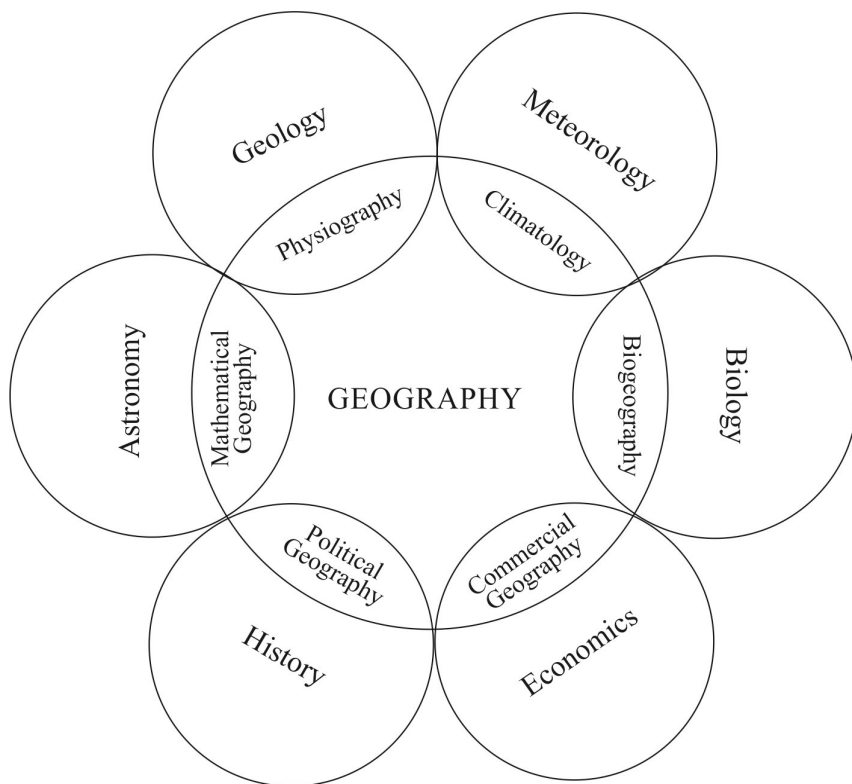 Geology
Meteorology
Physiography
Climatology
Astronomy
Mathematical
Geography
GEOGRAPHY
Biogeography
Biology
Political
Geography
Commercial
Geography
History
Economics